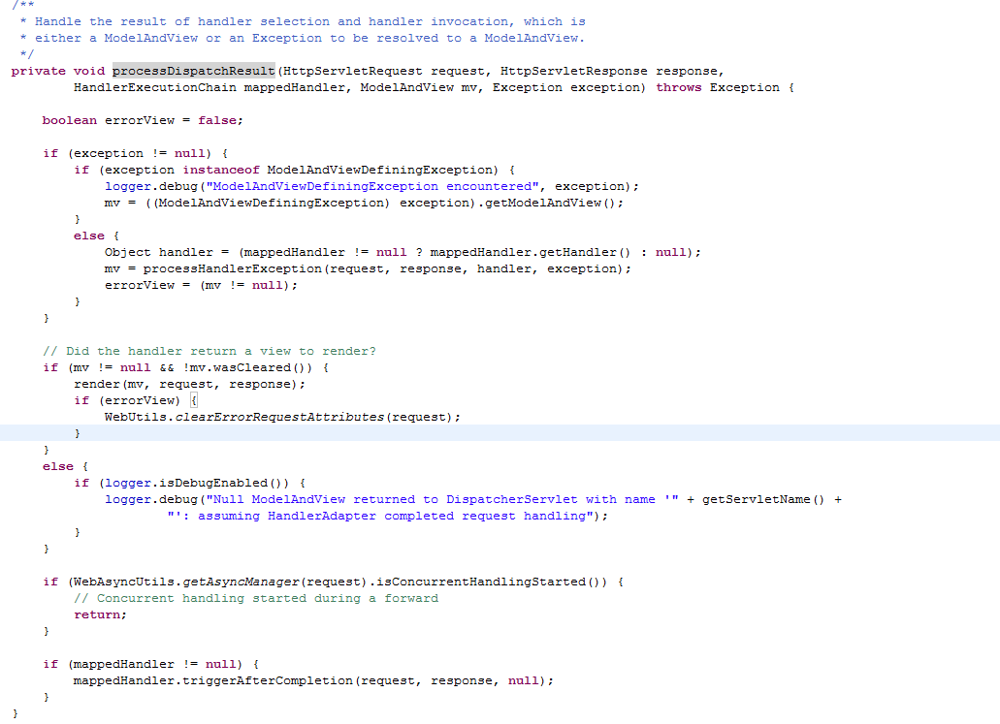 /**
 * Handle the result of handler selection and handler invocation, which is
 * either a ModelAndView or an Exception to be resolved to a ModelAndView.
 */
private void processDispatchResult(HttpServletRequest request, HttpServletResponse response,
        HandlerExecutionChain mappedHandler, ModelAndView mv, Exception exception) throws Exception {

    boolean errorView = false;

    if (exception != null) {
        if (exception instanceof ModelAndViewDefiningException) {
            logger.debug("ModelAndViewDefiningException encountered", exception);
            mv = ((ModelAndViewDefiningException) exception).getModelAndView();
        }
        else {
            Object handler = (mappedHandler != null ? mappedHandler.getHandler() : null);
            mv = processHandlerException(request, response, handler, exception);
            errorView = (mv != null);
        }
    }

    // Did the handler return a view to render?
    if (mv != null && !mv.wasCleared()) {
        render(mv, request, response);
        if (errorView) {
            WebUtils.clearErrorRequestAttributes(request);
        }
    }
    else {
        if (logger.isDebugEnabled()) {
            logger.debug("Null ModelAndView returned to DispatcherServlet with name '" + getServletName() +
                    "': assuming HandlerAdapter completed request handling");
        }
    }

    if (WebAsyncUtils.getAsyncManager(request).isConcurrentHandlingStarted()) {
        // Concurrent handling started during a forward
        return;
    }

    if (mappedHandler != null) {
        mappedHandler.triggerAfterCompletion(request, response, null);
    }
}